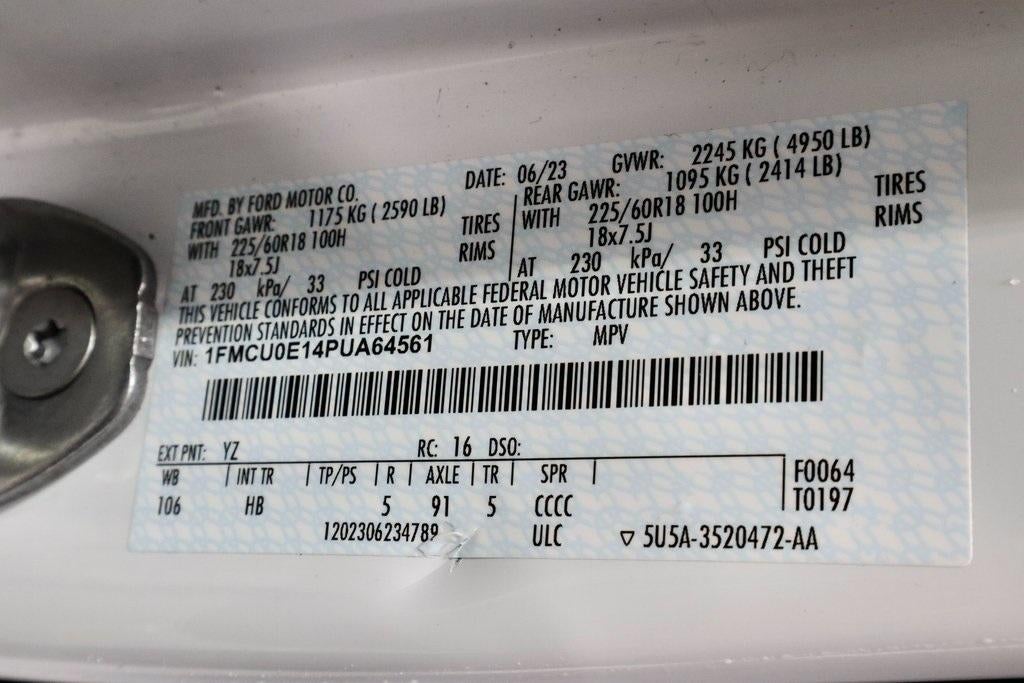 MFD. BY FORD MOTOR CO.
DATE: 06/23 GVWR: 2245 KG ( 4950 LB)
FRONT GAWR: 1175 KG ( 2590 LB)
WITH 225/60R18 100H TIRES
18x7.5J RIMS
AT 230 kPa/ 33 PSI COLD
REAR GAWR: 1095 KG ( 2414 LB)
WITH 225/60R18 100H TIRES
18x7.5J RIMS
AT 230 kPa/ 33 PSI COLD
THIS VEHICLE CONFORMS TO ALL APPLICABLE FEDERAL MOTOR VEHICLE SAFETY AND THEFT
PREVENTION STANDARDS IN EFFECT ON THE DATE OF MANUFACTURE SHOWN ABOVE.
VIN: 1FMCU0E14PUA64561 TYPE: MPV
EXT PNT: YZ RC: 16 DSO:
WB | INT TR | TP/PS | R | AXLE | TR | SPR | F0064
106 HB 5 91 5 CCCC T0197
1202306234789 ULC ▽ 5U5A-3520472-AA